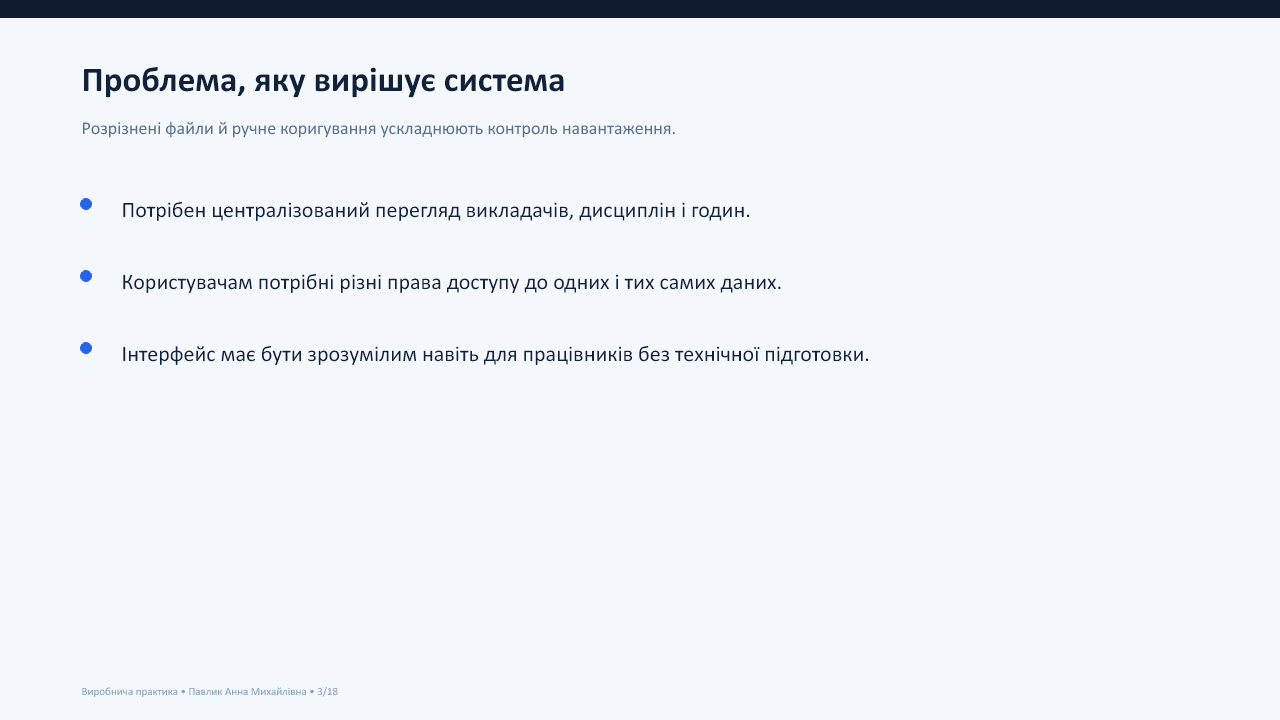 Проблема, яку вирішує система
Розрізнені файли й ручне коригування ускладнюють контроль навантаження.
Потрібен централізований перегляд викладачів, дисциплін і годин.
Користувачам потрібні різні права доступу до одних і тих самих даних.
Інтерфейс має бути зрозумілим навіть для працівників без технічної підготовки.
Виробнича практика • Павлик Анна Михайлівна • 3/18